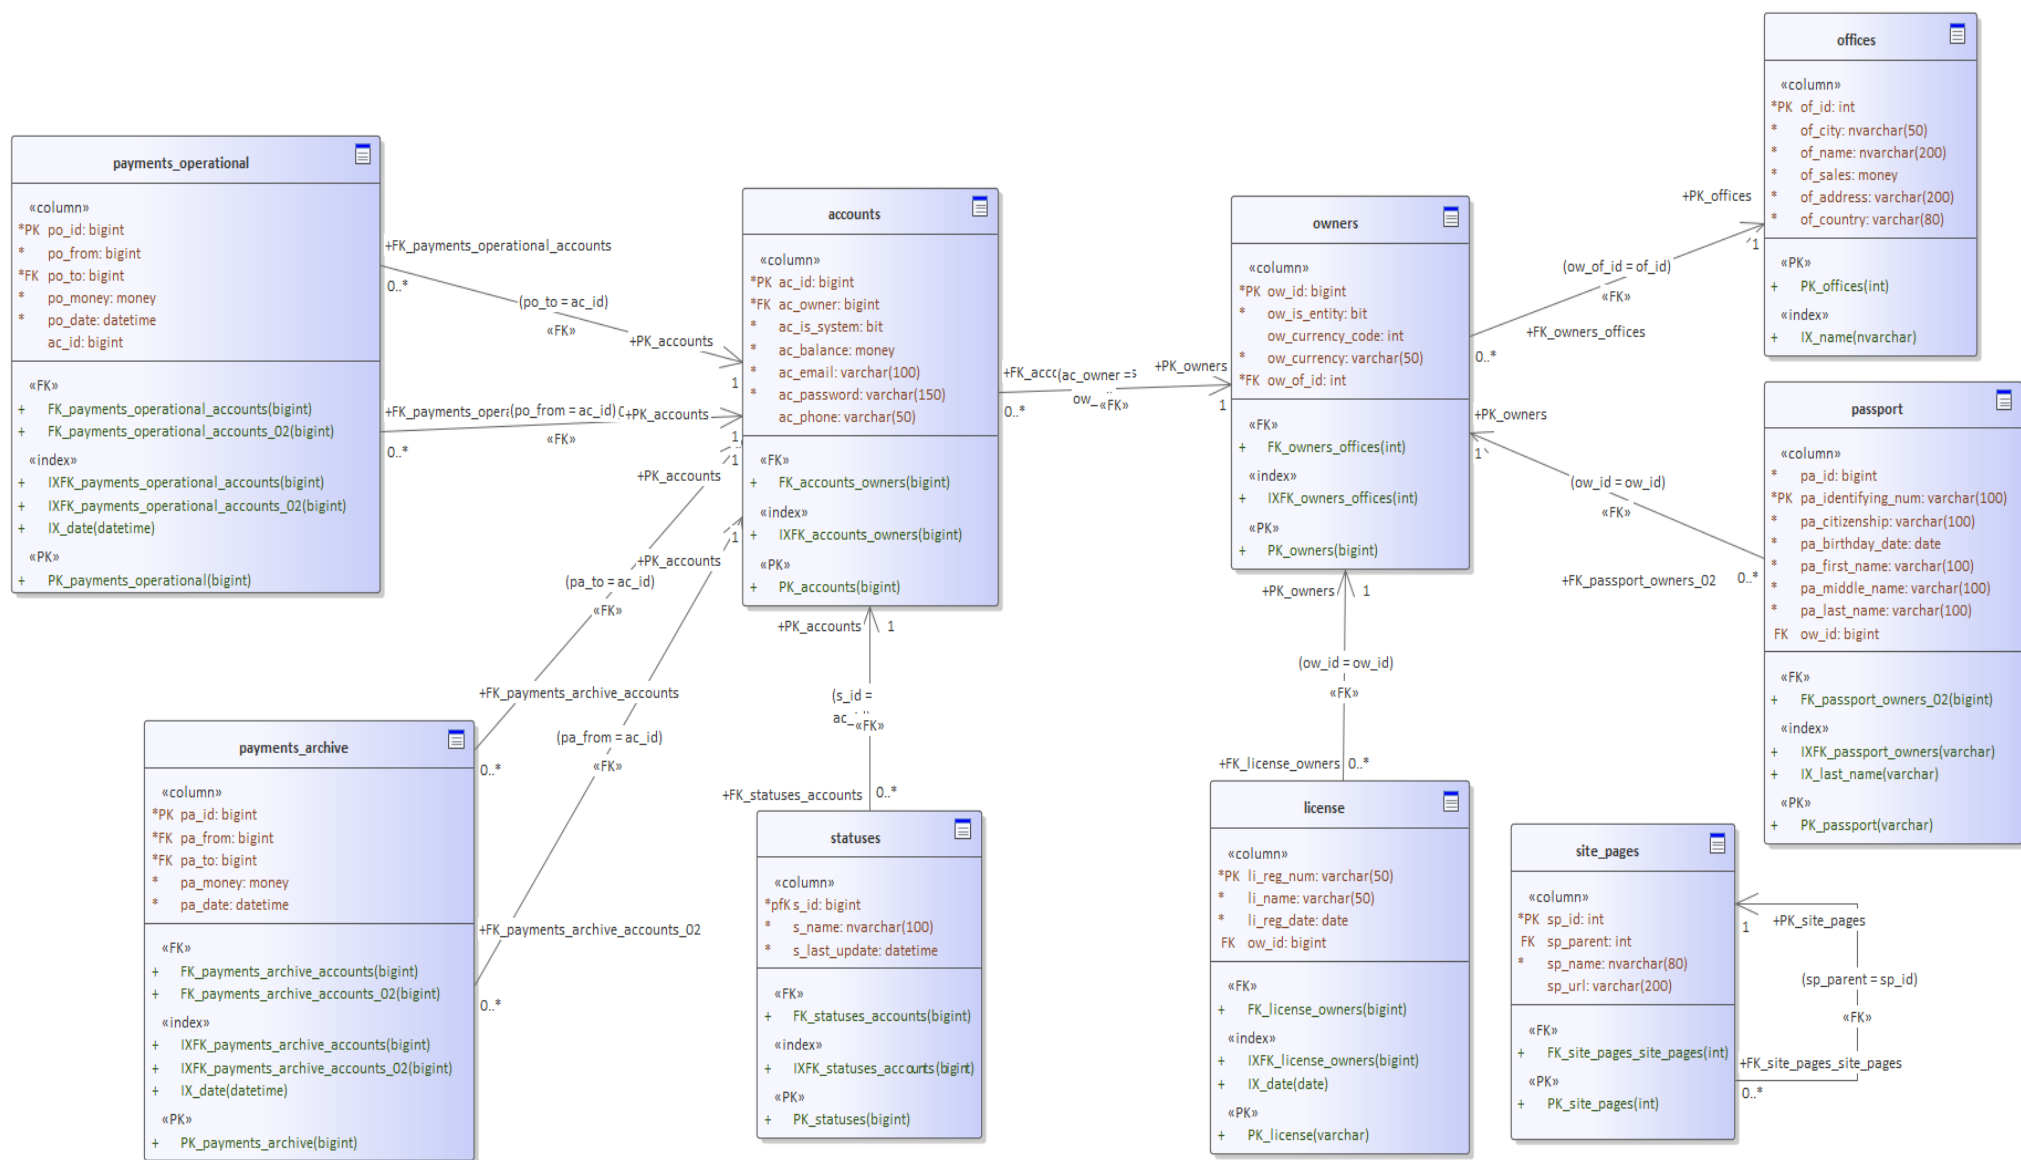 payments_operational
«column»
*PK po_id: bigint
* po_from: bigint
*FK po_to: bigint
* po_money: money
* po_date: datetime
ac_id: bigint
«FK»
+ FK_payments_operational_accounts(bigint)
+ FK_payments_operational_accounts_02(bigint)
«index»
+ IXFK_payments_operational_accounts(bigint)
+ IXFK_payments_operational_accounts_02(bigint)
+ IX_date(datetime)
«PK»
+ PK_payments_operational(bigint)
+FK_payments_operational_accounts
0..*
(po_to = ac_id)
«FK»
+PK_accounts
1
+FK_payments_oper
(po_from = ac_id)
+PK_accounts
0..*
«FK»
1
accounts
«column»
*PK ac_id: bigint
*FK ac_owner: bigint
* ac_is_system: bit
* ac_balance: money
* ac_email: varchar(100)
* ac_password: varchar(150)
ac_phone: varchar(50)
«FK»
+ FK_accounts_owners(bigint)
«index»
+ IXFK_accounts_owners(bigint)
«PK»
+ PK_accounts(bigint)
+FK_acc
(ac_owner =
ow_
«FK»
0..*
+PK_owners
1
owners
«column»
*PK ow_id: bigint
* ow_is_entity: bit
ow_currency_code: int
* ow_currency: varchar(50)
*FK ow_of_id: int
«FK»
+ FK_owners_offices(int)
«index»
+ IXFK_owners_offices(int)
«PK»
+ PK_owners(bigint)
+PK_offices
1
(ow_of_id = of_id)
«FK»
+FK_owners_offices
0..*
offices
«column»
*PK of_id: int
* of_city: nvarchar(50)
* of_name: nvarchar(200)
* of_sales: money
* of_address: varchar(200)
* of_country: varchar(80)
«PK»
+ PK_offices(int)
«index»
+ IX_name(nvarchar)
+PK_owners
1
(ow_id = ow_id)
«FK»
+FK_passport_owners_02
0..*
passport
«column»
* pa_id: bigint
*PK pa_identifying_num: varchar(100)
* pa_citizenship: varchar(100)
* pa_birthday_date: date
* pa_first_name: varchar(100)
* pa_middle_name: varchar(100)
* pa_last_name: varchar(100)
FK ow_id: bigint
«FK»
+ FK_passport_owners_02(bigint)
«index»
+ IXFK_passport_owners(varchar)
+ IX_last_name(varchar)
«PK»
+ PK_passport(varchar)
1
+PK_accounts
(pa_to = ac_id)
«FK»
+FK_payments_archive_accounts
0..*
1
+PK_accounts
(pa_from = ac_id)
«FK»
+FK_payments_archive_accounts_02
0..*
payments_archive
«column»
*PK pa_id: bigint
*FK pa_from: bigint
*FK pa_to: bigint
* pa_money: money
* pa_date: datetime
«FK»
+ FK_payments_archive_accounts(bigint)
+ FK_payments_archive_accounts_02(bigint)
«index»
+ IXFK_payments_archive_accounts(bigint)
+ IXFK_payments_archive_accounts_02(bigint)
+ IX_date(datetime)
«PK»
+ PK_payments_archive(bigint)
+PK_accounts
1
(s_id =
ac_
«FK»
+FK_statuses_accounts
0..*
statuses
«column»
*pfK s_id: bigint
* s_name: nvarchar(100)
* s_last_update: datetime
«FK»
+ FK_statuses_accounts(bigint)
«index»
+ IXFK_statuses_accounts(bigint)
«PK»
+ PK_statuses(bigint)
+PK_owners
1
(ow_id = ow_id)
«FK»
+FK_license_owners
0..*
license
«column»
*PK li_reg_num: varchar(50)
* li_name: varchar(50)
* li_reg_date: date
FK ow_id: bigint
«FK»
+ FK_license_owners(bigint)
«index»
+ IXFK_license_owners(bigint)
+ IX_date(date)
«PK»
+ PK_license(varchar)
site_pages
«column»
*PK sp_id: int
FK sp_parent: int
* sp_name: nvarchar(80)
sp_url: varchar(200)
«FK»
+ FK_site_pages_site_pages(int)
«PK»
+ PK_site_pages(int)
+PK_site_pages
1
(sp_parent = sp_id)
«FK»
+FK_site_pages_site_pages
0..*